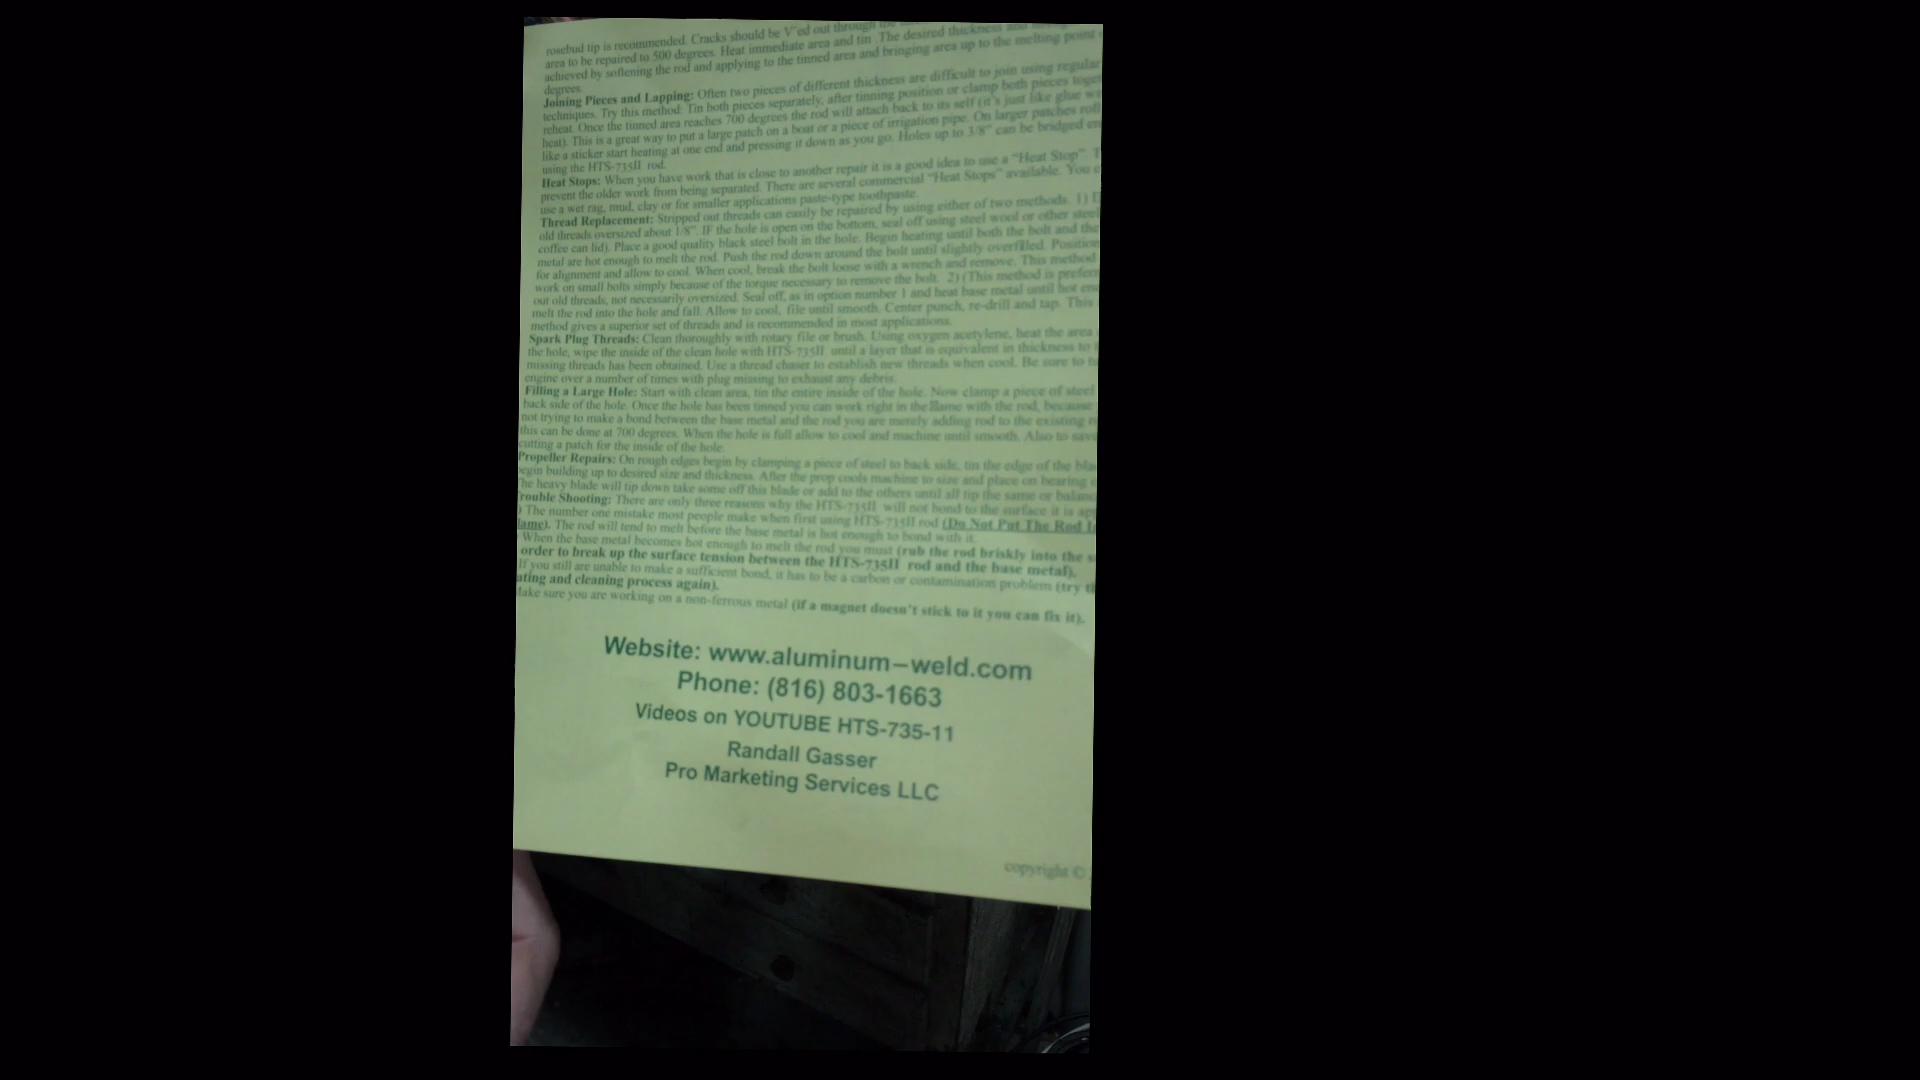 rosebud tip is recommended. Cracks should be V'ed out through the
area to be repaired to 500 degrees. Heat immediate area and tin .The desired thickness and
achieved by softening the rod and applying to the tinned area and bringing area up to the melting point
degrees.
Joining Pieces and Lapping: Often two pieces of different thickness are difficult to join using regular
techniques. Try this method: Tin both pieces separately, after tinning position or clamp both pieces
reheat. Once the tinned area reaches 700 degrees the rod will attach back to its self (it's just like glue
heat). This is a great way to put a large patch on a boat or a piece of irrigation pipe. On larger patches
like a sticker start heating at one end and pressing it down as you go. Holes up to 3/8" can be bridged
using the HTS-735II rod.
Heat Stops: When you have work that is close to another repair it is a good idea to use a "Heat Stop".
prevent the older work from being separated. There are several commercial "Heat Stops" available. You
use a wet rag, mud, clay or for smaller applications paste-type toothpaste.
Thread Replacement: Stripped out threads can easily be repaired by using either of two methods. 1)
old threads oversized about 1/8". IF the hole is open on the bottom, seal off using steel wool or other steel
coffee can lid). Place a good quality black steel bolt in the hole. Begin heating until both the bolt and the
metal are hot enough to melt the rod. Push the rod down around the bolt until slightly overfilled. Position
for alignment and allow to cool. When cool, break the bolt loose with a wrench and remove. This method
work on small bolts simply because of the torque necessary to remove the bolt. 2) (This method is
out old threads, not necessarily oversized. Seal off, as in option number 1 and heat base metal until hot
melt the rod into the hole and fall. Allow to cool, file until smooth. Center punch, re-drill and tap. This
method gives a superior set of threads and is recommended in most applications.
Spark Plug Threads: Clean thoroughly with rotary file or brush. Using oxygen acetylene, heat the area
the hole, wipe the inside of the clean hole with HTS-735II until a layer that is equivalent in thickness to
missing threads has been obtained. Use a thread chaser to establish new threads when cool. Be sure to
engine over a number of times with plug missing to exhaust any debris.
Filling a Large Hole: Start with clean area, tin the entire inside of the hole. Now clamp a piece of steel
back side of the hole. Once the hole has been tinned you can work right in the flame with the rod, because
not trying to make a bond between the base metal and the rod you are merely adding rod to the existing
this can be done at 700 degrees. When the hole is full allow to cool and machine until smooth. Also to
cutting a patch for the inside of the hole.
Propeller Repairs: On rough edges begin by clamping a piece of steel to back side, tin the edge of the
begin building up to desired size and thickness. After the prop cools machine to size and place on bearing
The heavy blade will tip down take some off this blade or add to the others until all tip the same or
Trouble Shooting: There are only three reasons why the HTS-735II will not bond to the surface it is
) The number one mistake most people make when first using HTS-735II rod (Do Not Put The Rod
flame). The rod will tend to melt before the base metal is hot enough to bond with it.
When the base metal becomes hot enough to melt the rod you must (rub the rod briskly into the
order to break up the surface tension between the HTS-735II rod and the base metal).
If you still are unable to make a sufficient bond, it has to be a carbon or contamination problem (try
ating and cleaning process again).
Make sure you are working on a non-ferrous metal (if a magnet doesn't stick to it you can fix it).
Website: www.aluminum–weld.com
Phone: (816) 803-1663
Videos on YOUTUBE HTS-735-11
Randall Gasser
Pro Marketing Services LLC
copyright ©